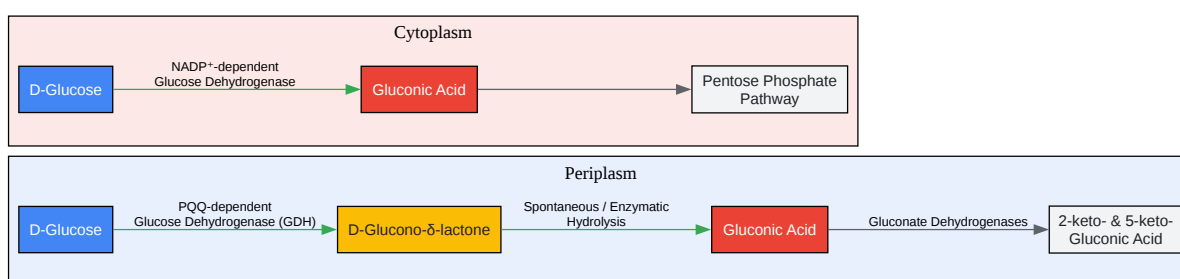 Cytoplasm
D-Glucose
NADP⁺-dependent
Glucose Dehydrogenase
Gluconic Acid
Pentose Phosphate
Pathway
Periplasm
D-Glucose
PQQ-dependent
Glucose Dehydrogenase (GDH)
D-Glucono-δ-lactone
Spontaneous / Enzymatic
Hydrolysis
Gluconic Acid
Gluconate Dehydrogenases
2-keto- & 5-keto-
Gluconic Acid